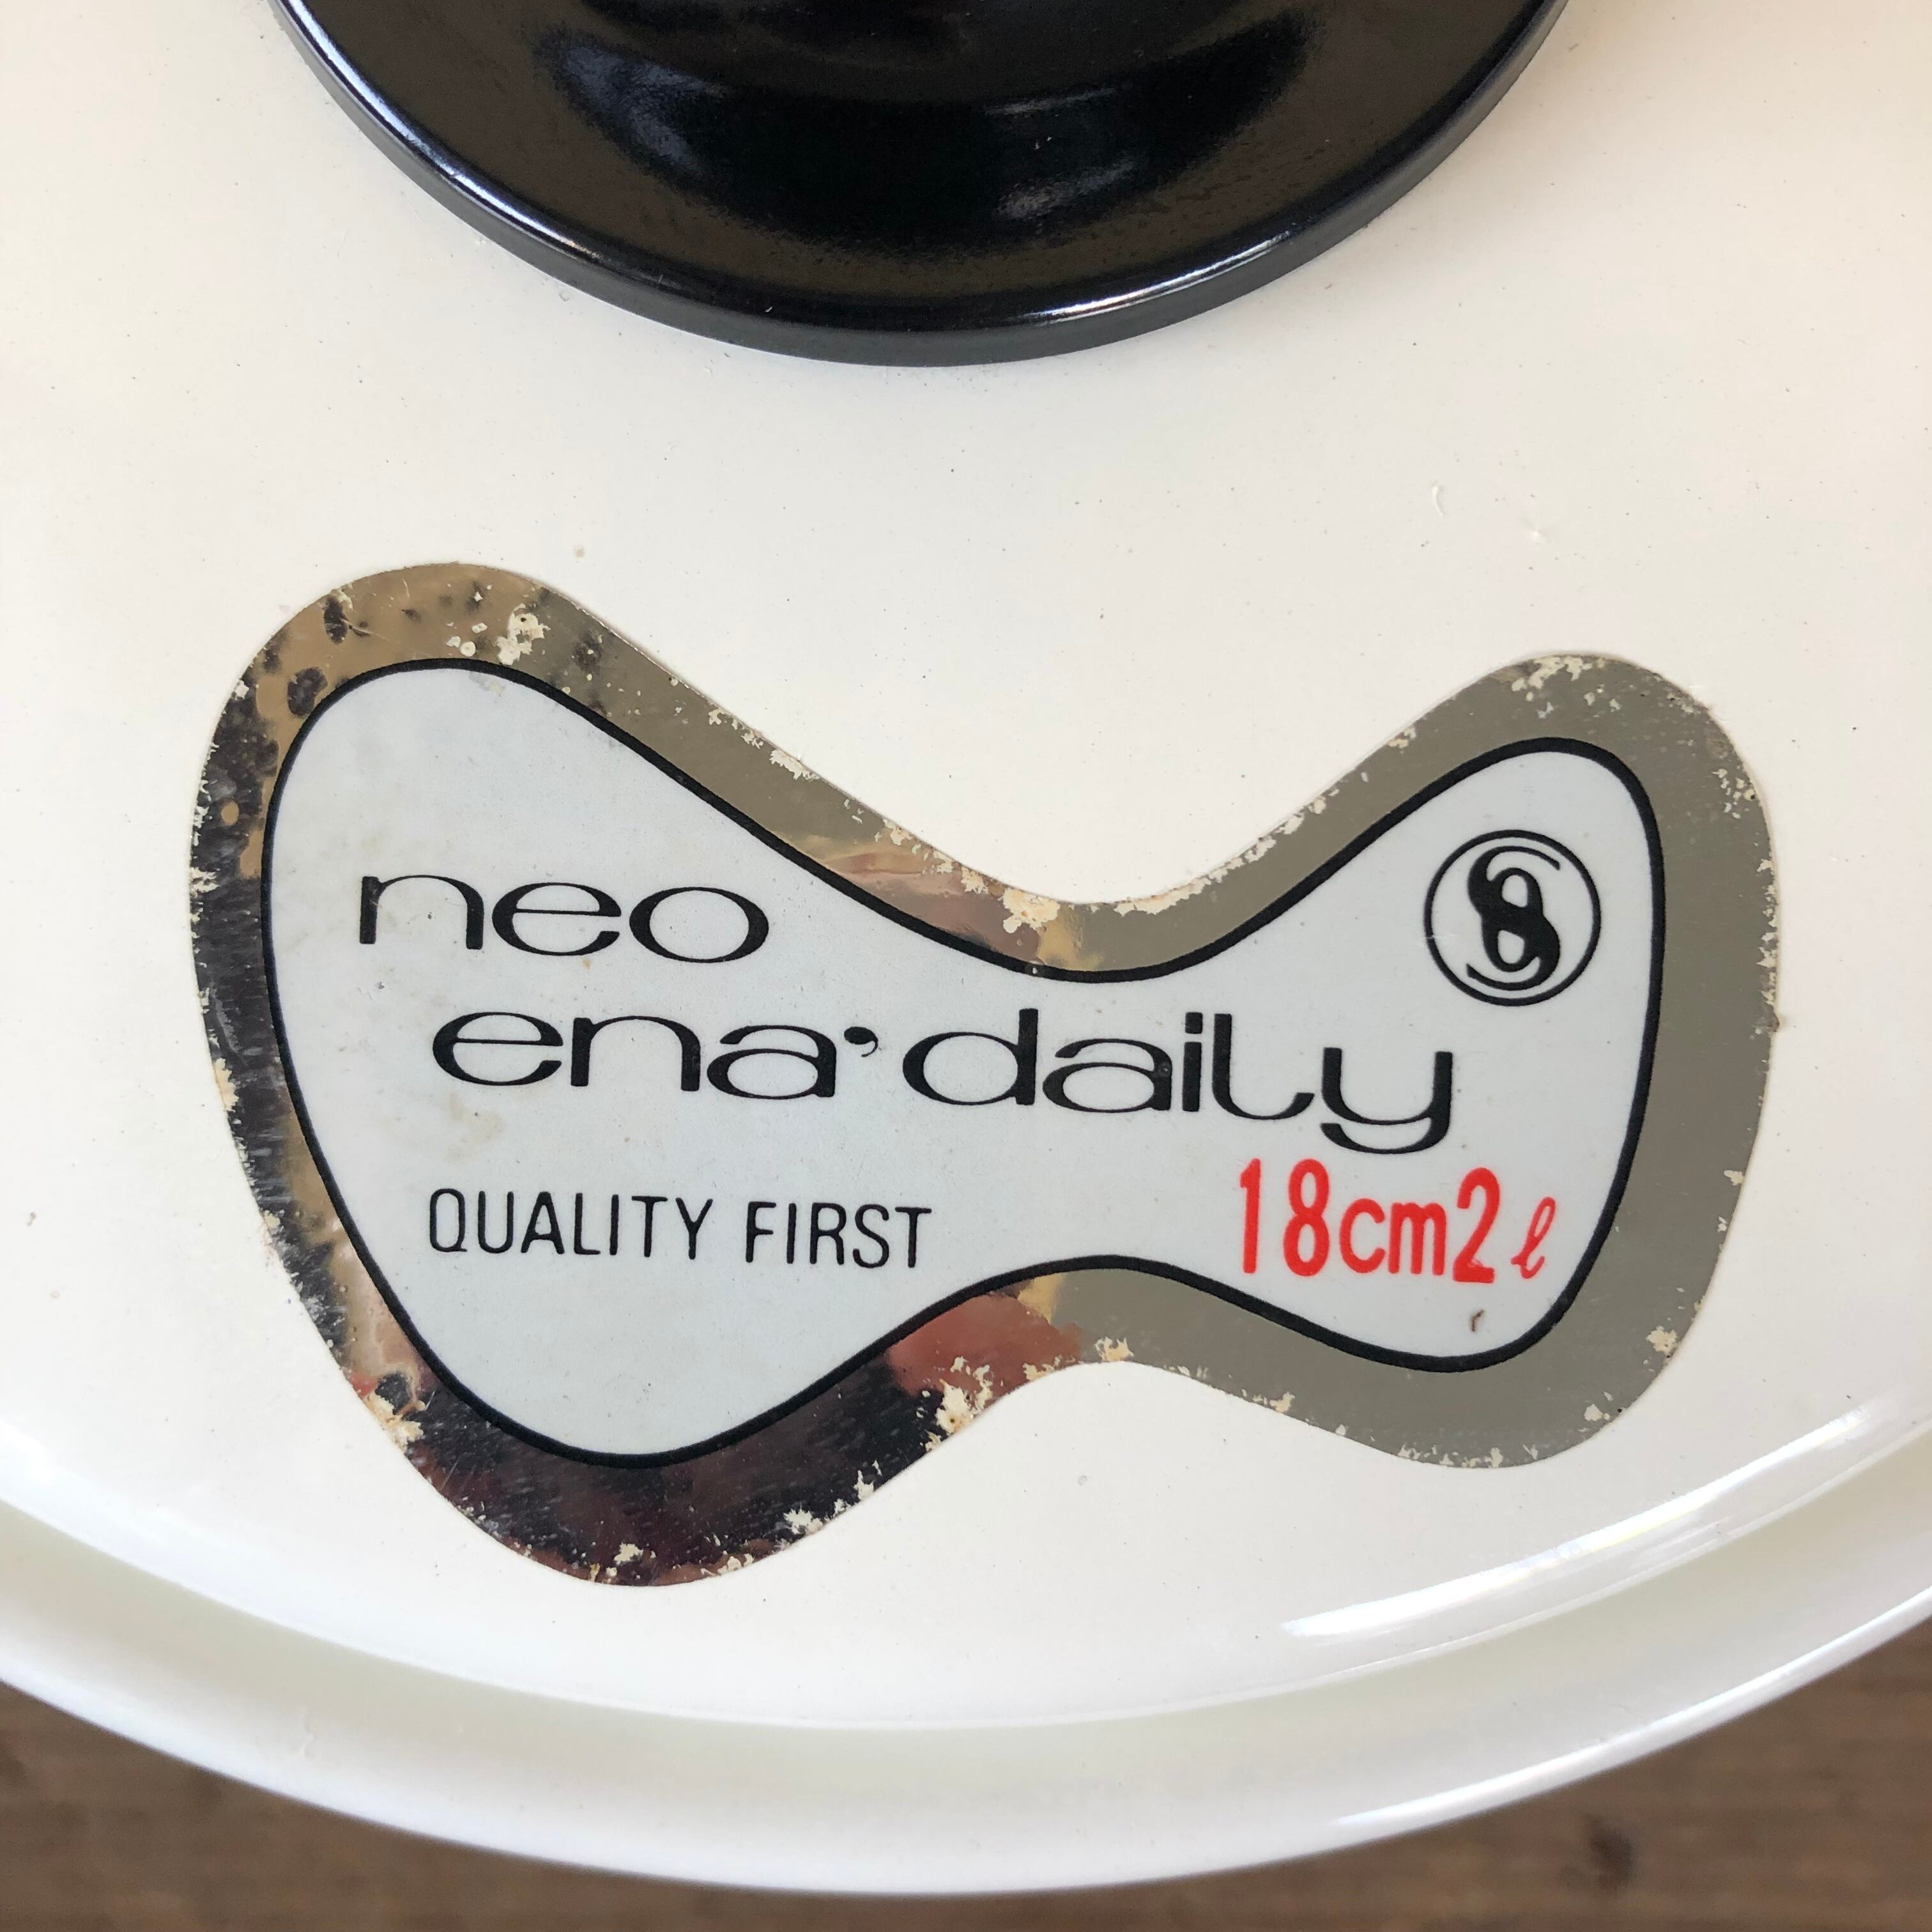 neo
ena'daily
QUALITY FIRST
18cm2ℓ